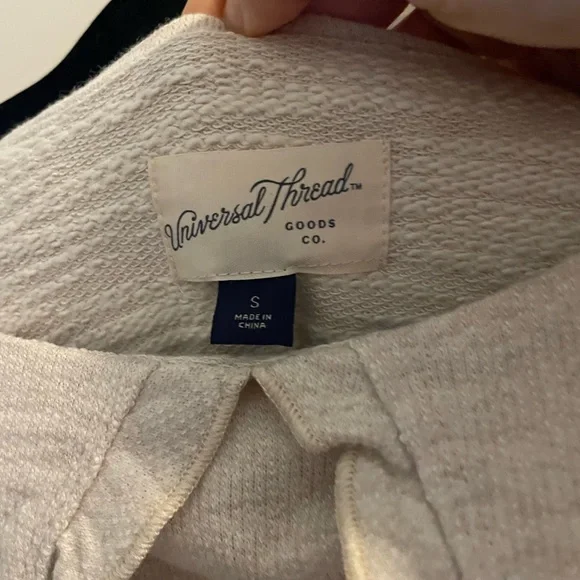 Universal Thread™
GOODS
CO.
S
MADE IN
CHINA